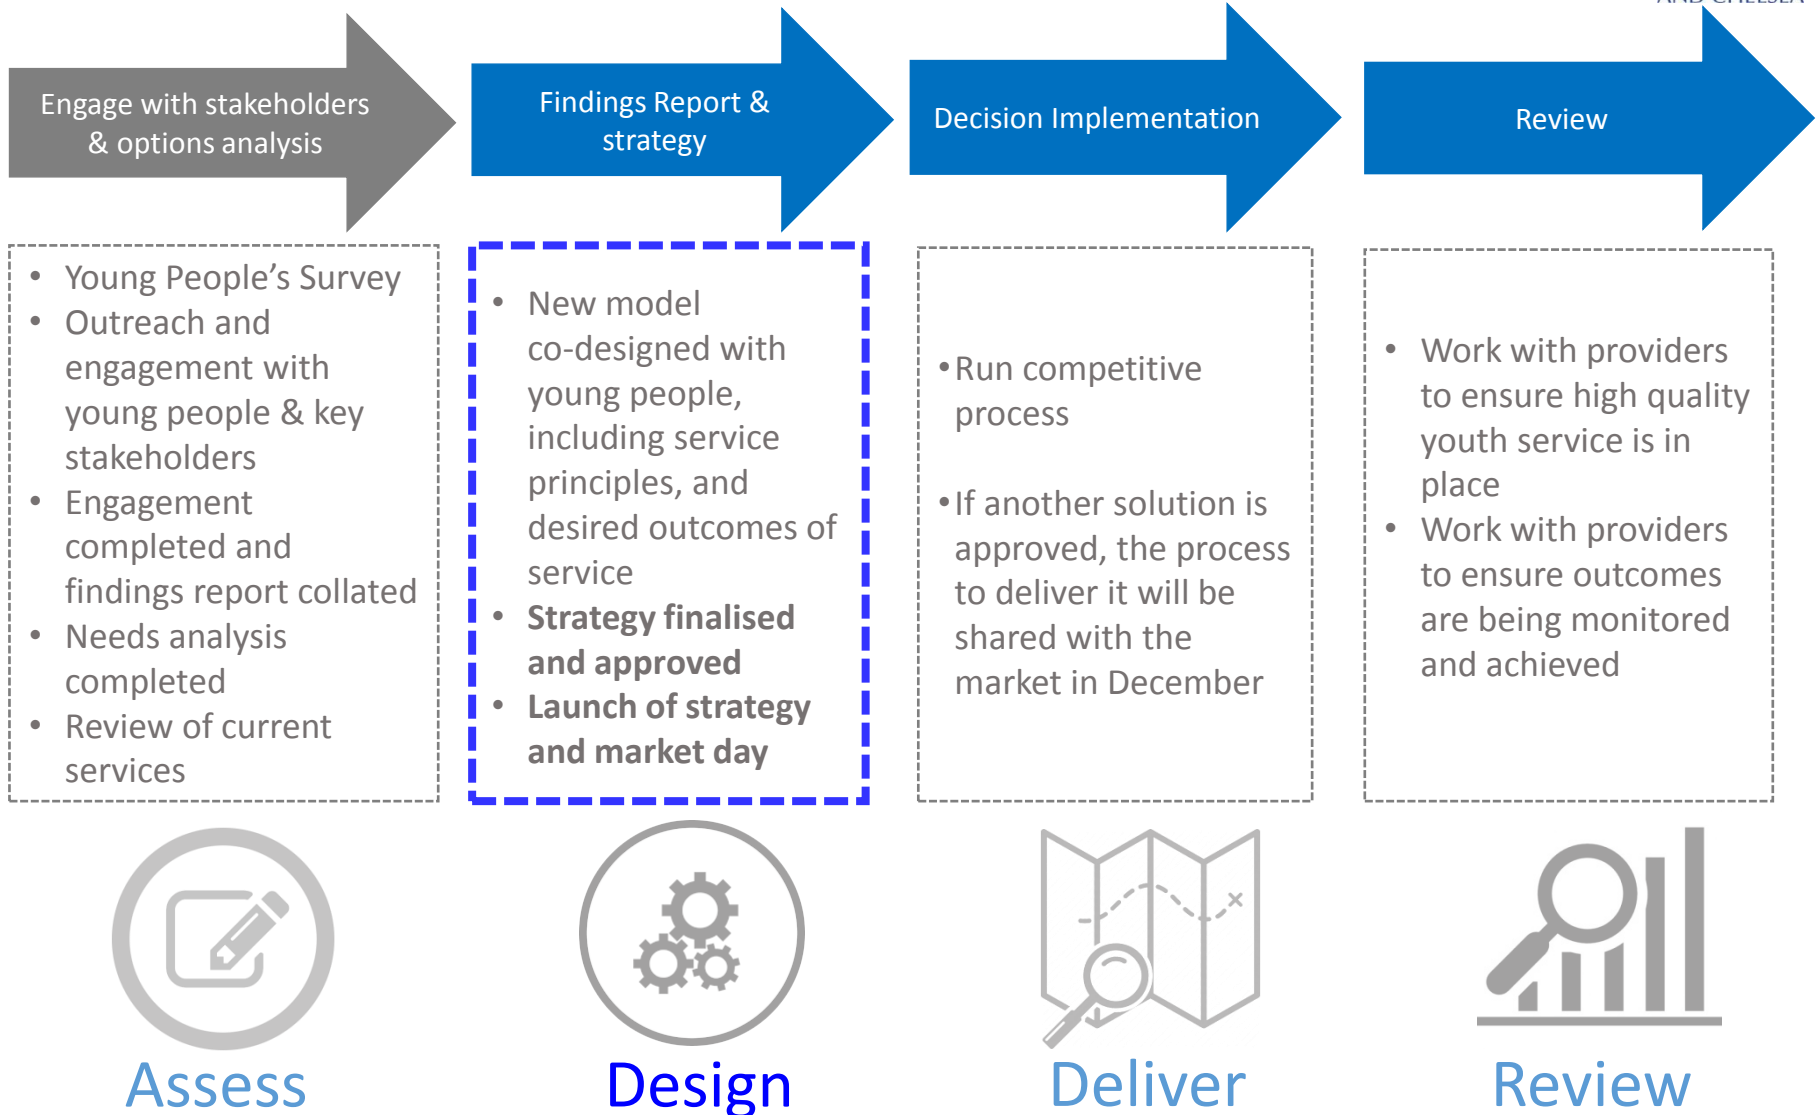 AND CHELSEA
Engage with stakeholders
& options analysis
Findings Report &
strategy
Decision Implementation
Review
• Young People’s Survey
• Outreach and
engagement with
young people & key
stakeholders
• Engagement
completed and
findings report collated
• Needs analysis
completed
• Review of current
services
• New model
co-designed with
young people,
including service
principles, and
desired outcomes of
service
• Strategy finalised
and approved
• Launch of strategy
and market day
• Run competitive
process
• If another solution is
approved, the process
to deliver it will be
shared with the
market in December
• Work with providers
to ensure high quality
youth service is in
place
• Work with providers
to ensure outcomes
are being monitored
and achieved
Assess
Design
Deliver
Review